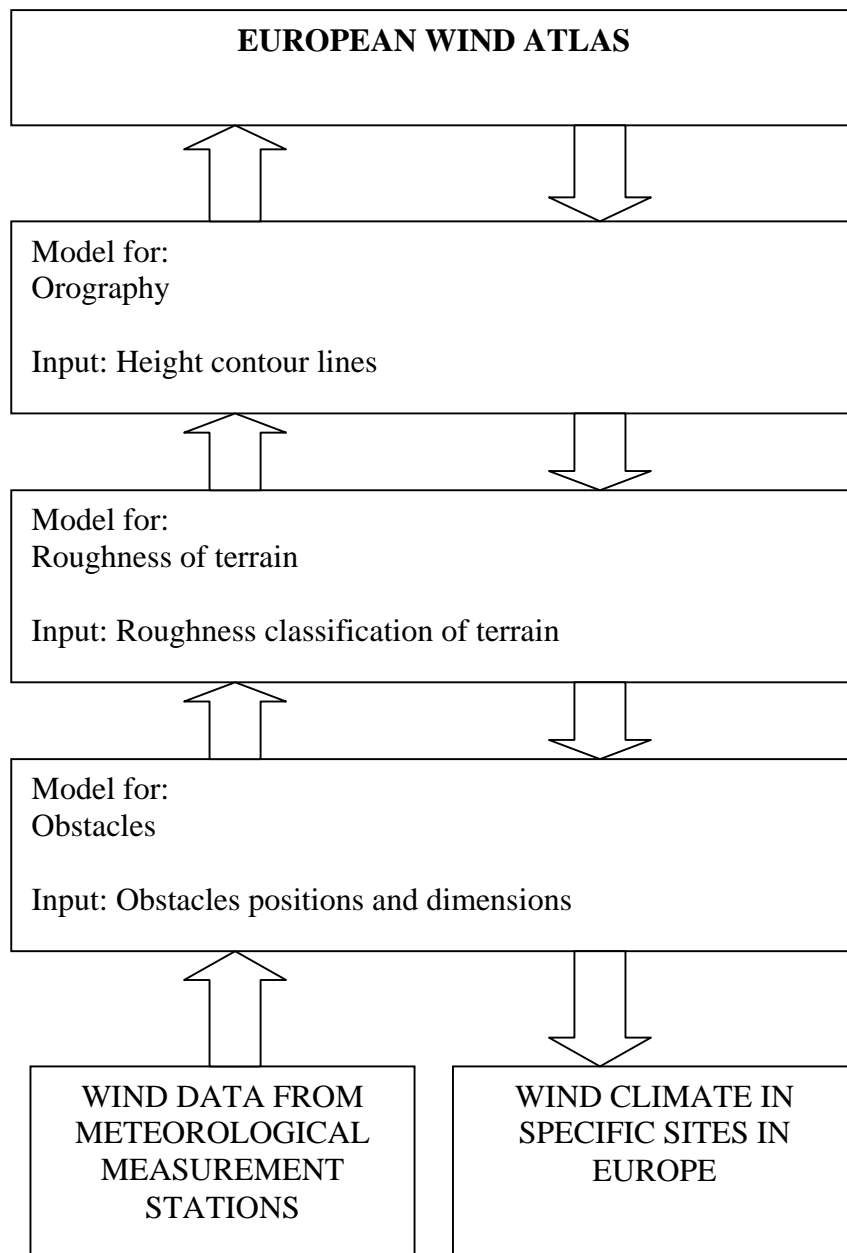 EUROPEAN WIND ATLAS
Model for:
Orography
Input: Height contour lines
Model for:
Roughness of terrain
Input: Roughness classification of terrain
Model for:
Obstacles
Input: Obstacles positions and dimensions
WIND DATA FROM
METEOROLOGICAL
MEASUREMENT
STATIONS
WIND CLIMATE IN
SPECIFIC SITES IN
EUROPE